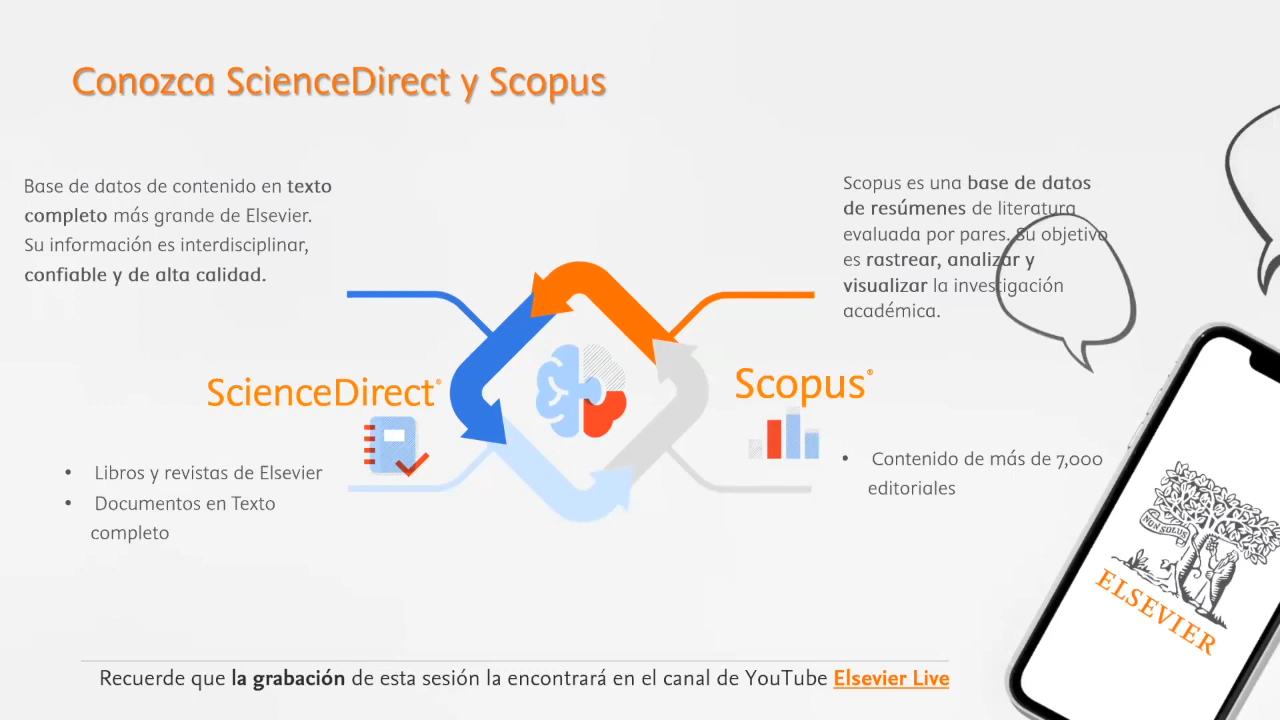 Conozca ScienceDirect y Scopus
Base de datos de contenido en texto
completo más grande de Elsevier.
Su información es interdisciplinar,
confiable y de alta calidad.
Scopus es una base de datos
de resúmenes de literatura
evaluada por pares. Su objetivo
es rastrear, analizar y
visualizar la investigación
académica.
ScienceDirect®
Scopus®
• Libros y revistas de Elsevier
• Documentos en Texto
completo
• Contenido de más de 7,000
editoriales
NON SOLUS
ELSEVIER
Recuerde que la grabación de esta sesión la encontrará en el canal de YouTube Elsevier Live